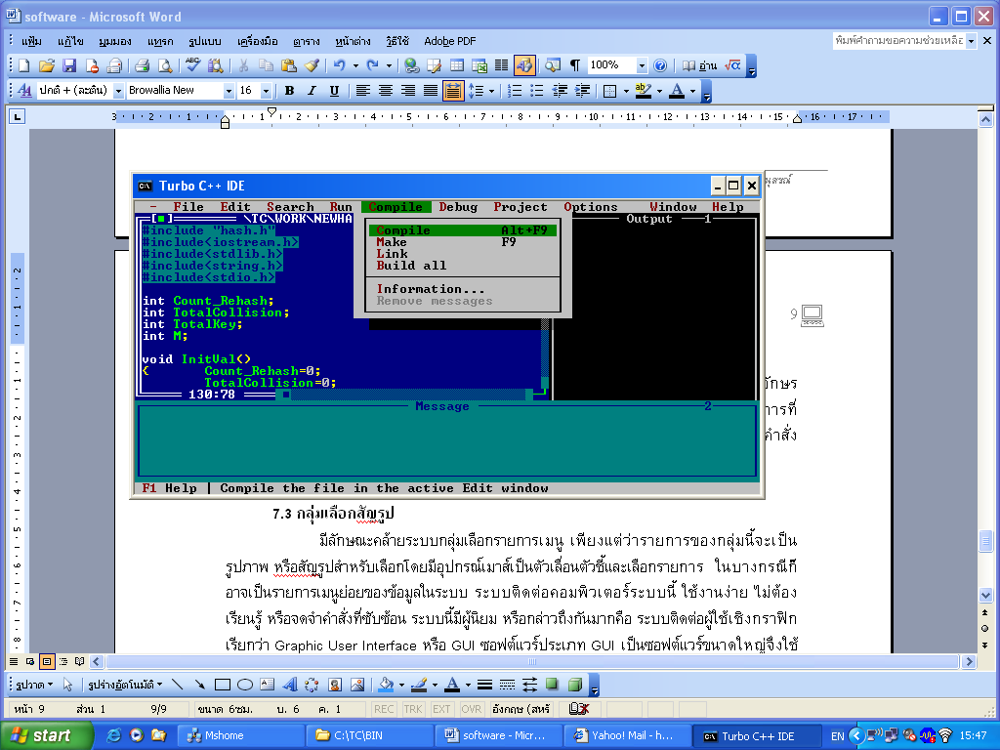 software - Microsoft Word
แฟ้ม แก้ไข มุมมอง แทรก รูปแบบ เครื่องมือ ตาราง หน้าต่าง วิธีใช้ Adobe PDF
พิมพ์คำถามขอความช่วยเหลือ
100% อ่าน
ปกติ + (ละติน) Browallia New 16 B I U
3 2 1 1 2 3 4 5 6 7 8 9 10 11 12 13 14 15 16 17
Turbo C++ IDE
- File Edit Search Run Compile Debug Project Options Window Help
\TC\WORK\NEWHA
Output 1
#include "hash.h"
#include<iostream.h>
#include<stdlib.h>
#include<string.h>
#include<stdio.h>
int Count_Rehash;
int TotalCollision;
int TotalKey;
int M;
void InitVal()
{ Count_Rehash=0;
TotalCollision=0;
130:78
Compile Alt+F9
Make F9
Link
Build all
Information...
Remove messages
Message 2
F1 Help | Compile the file in the active Edit window
9
อักษร
การที่
คำสั่ง
7.3 กลุ่มเลือกสัญรูป
มีลักษณะคล้ายระบบกลุ่มเลือกรายการเมนู เพียงแต่ว่ารายการของกลุ่มนี้จะเป็น
รูปภาพ หรือสัญรูปสำหรับเลือกโดยมีอุปกรณ์เมาส์เป็นตัวเลื่อนตัวชี้และเลือกรายการ ในบางกรณีก็
อาจเป็นรายการเมนูย่อยของข้อมูลในระบบ ระบบติดต่อคอมพิวเตอร์ระบบนี้ ใช้งานง่าย ไม่ต้อง
เรียนรู้ หรือจดจำคำสั่งที่ซับซ้อน ระบบนี้มีผู้นิยม หรือกล่าวถึงกันมากคือ ระบบติดต่อผู้ใช้เชิงกราฟิก
เรียกว่า Graphic User Interface หรือ GUI ซอฟต์แวร์ประเภท GUI เป็นซอฟต์แวร์ขนาดใหญ่จึงใช้
รูปวาด รูปร่างอัตโนมัติ
หน้า 9 ส่วน 1 9/9 ขนาด 6ซม. บ. 6 ค. 1 REC TRK EXT OVR อังกฤษ (สหรั
start Mshome C:\TC\BIN software - Micr... Yahoo! Mail - h... Turbo C++ IDE EN 15:47